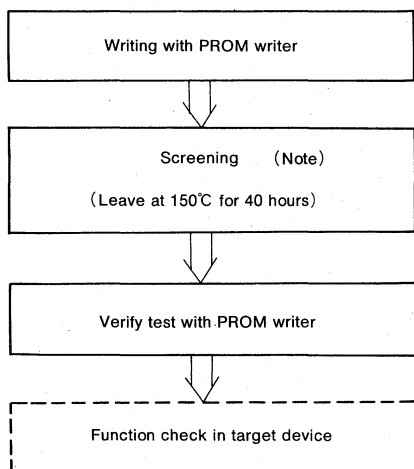 Writing with PROM writer
Screening (Note)
(Leave at 150℃ for 40 hours)
Verify test with PROM writer
Function check in target device